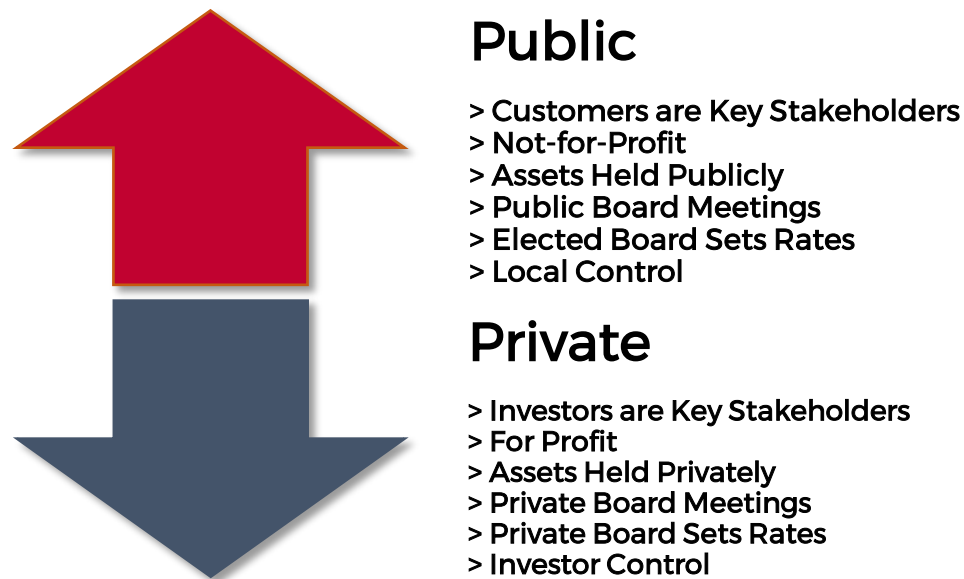 Public
> Customers are Key Stakeholders
> Not-for-Profit
> Assets Held Publicly
> Public Board Meetings
> Elected Board Sets Rates
> Local Control
Private
> Investors are Key Stakeholders
> For Profit
> Assets Held Privately
> Private Board Meetings
> Private Board Sets Rates
> Investor Control